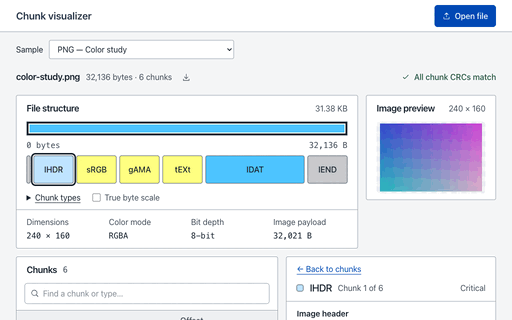 Chunk visualizer
Open file
Sample PNG — Color study
color-study.png 32,136 bytes · 6 chunks
All chunk CRCs match
File structure 31.38 KB
0 bytes 32,136 B
IHDR sRGB gAMA tEXt IDAT IEND
Chunk types True byte scale
Dimensions Color mode Bit depth Image payload
240 × 160 RGBA 8-bit 32,021 B
Image preview 240 × 160
Chunks 6
Find a chunk or type...
Offset
← Back to chunks
IHDR Chunk 1 of 6 Critical
Image header